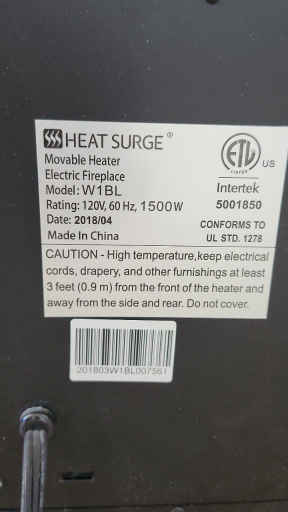 HEAT SURGE®
Movable Heater
Electric Fireplace
Model: W1BL
Rating: 120V, 60 Hz, 1500W
Date: 2018/04
Made In China
ETL US
Intertek
5001850
CONFORMS TO
UL STD. 1278
CAUTION - High temperature,keep electrical
cords, drapery, and other furnishings at least
3 feet (0.9 m) from the front of the heater and
away from the side and rear. Do not cover.
201803W1BL007561